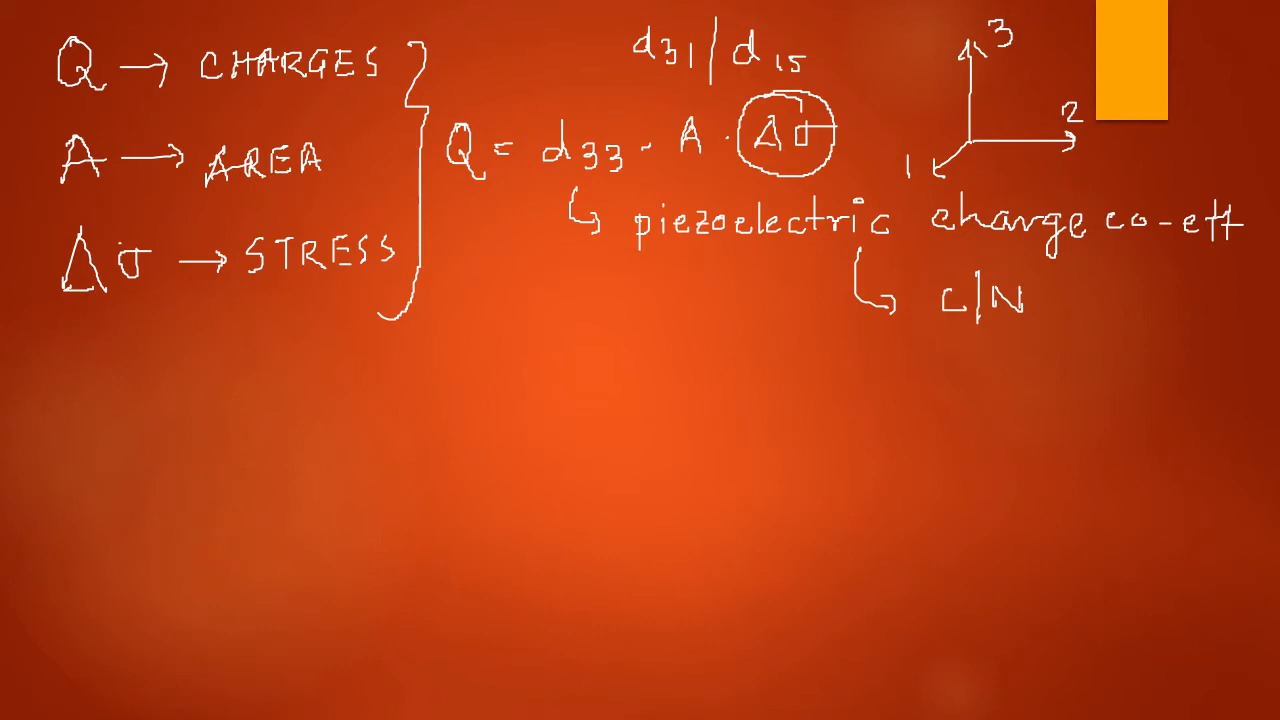 Q → CHARGES
A → AREA
Δσ → STRESS
d31 / d15
Q = d33 · A · Δσ
↳ piezoelectric charge co-eff
↳ C/N
3
2
1